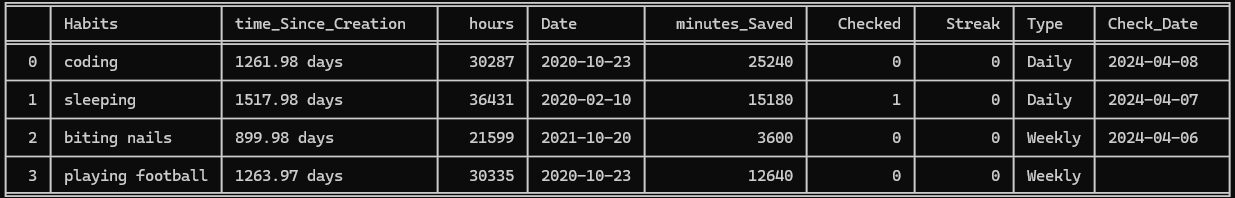 Habits time_Since_Creation hours Date minutes_Saved Checked Streak Type Check_Date
0 coding 1261.98 days 30287 2020-10-23 25240 0 0 Daily 2024-04-08
1 sleeping 1517.98 days 36431 2020-02-10 15180 1 0 Daily 2024-04-07
2 biting nails 899.98 days 21599 2021-10-20 3600 0 0 Weekly 2024-04-06
3 playing football 1263.97 days 30335 2020-10-23 12640 0 0 Weekly